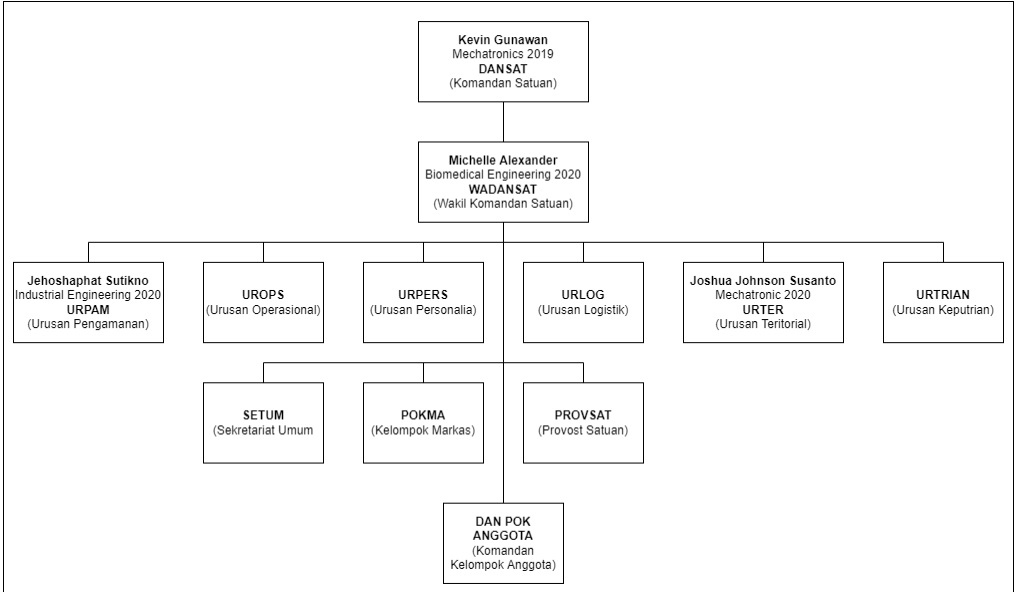 Kevin Gunawan
Mechatronics 2019
DANSAT
(Komandan Satuan)
Michelle Alexander
Biomedical Engineering 2020
WADANSAT
(Wakil Komandan Satuan)
Jehoshaphat Sutikno
Industrial Engineering 2020
URPAM
(Urusan Pengamanan)
UROPS
(Urusan Operasional)
URPERS
(Urusan Personalia)
URLOG
(Urusan Logistik)
Joshua Johnson Susanto
Mechatronic 2020
URTER
(Urusan Teritorial)
URTRIAN
(Urusan Keputrian)
SETUM
(Sekretariat Umum
POKMA
(Kelompok Markas)
PROVSAT
(Provost Satuan)
DAN POK
ANGGOTA
(Komandan
Kelompok Anggota)